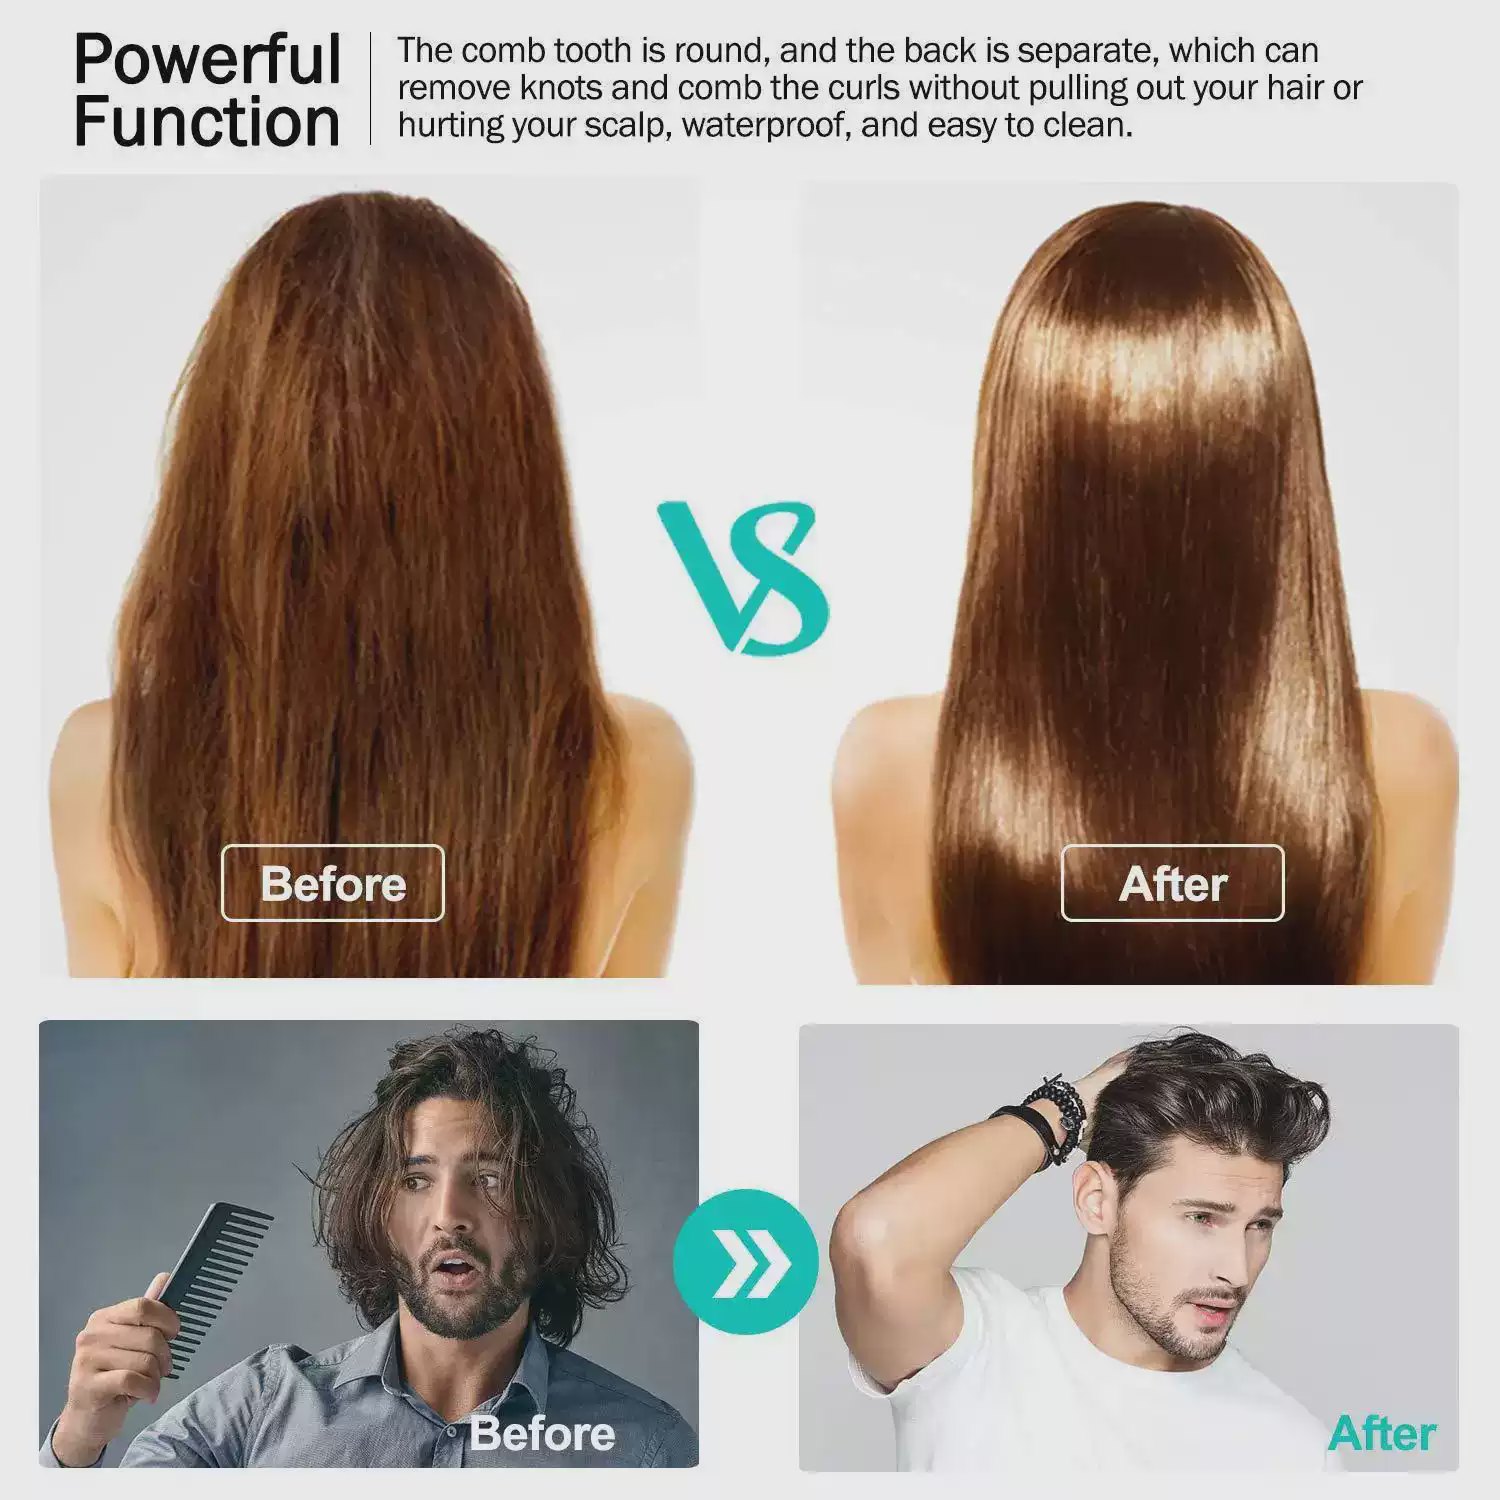 Powerful
Function
The comb tooth is round, and the back is separate, which can
remove knots and comb the curls without pulling out your hair or
hurting your scalp, waterproof, and easy to clean.
VS
Before
After
Before
After